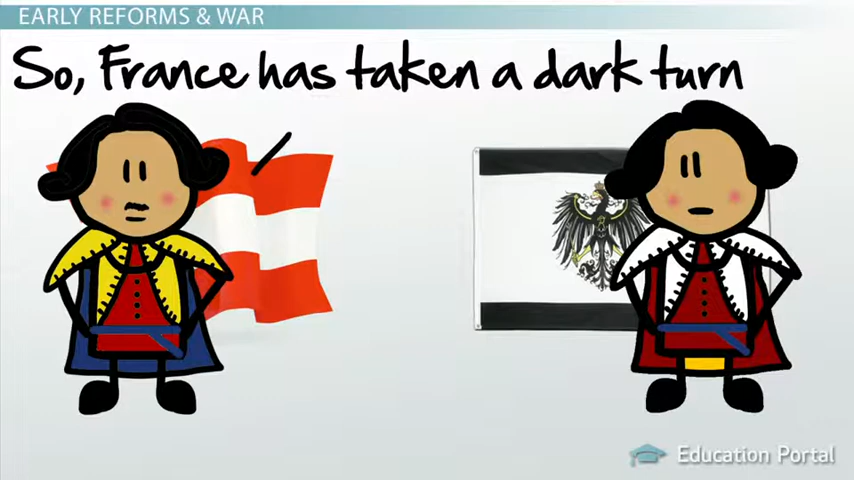 EARLY REFORMS & WAR
So, France has taken a dark turn
Education Portal